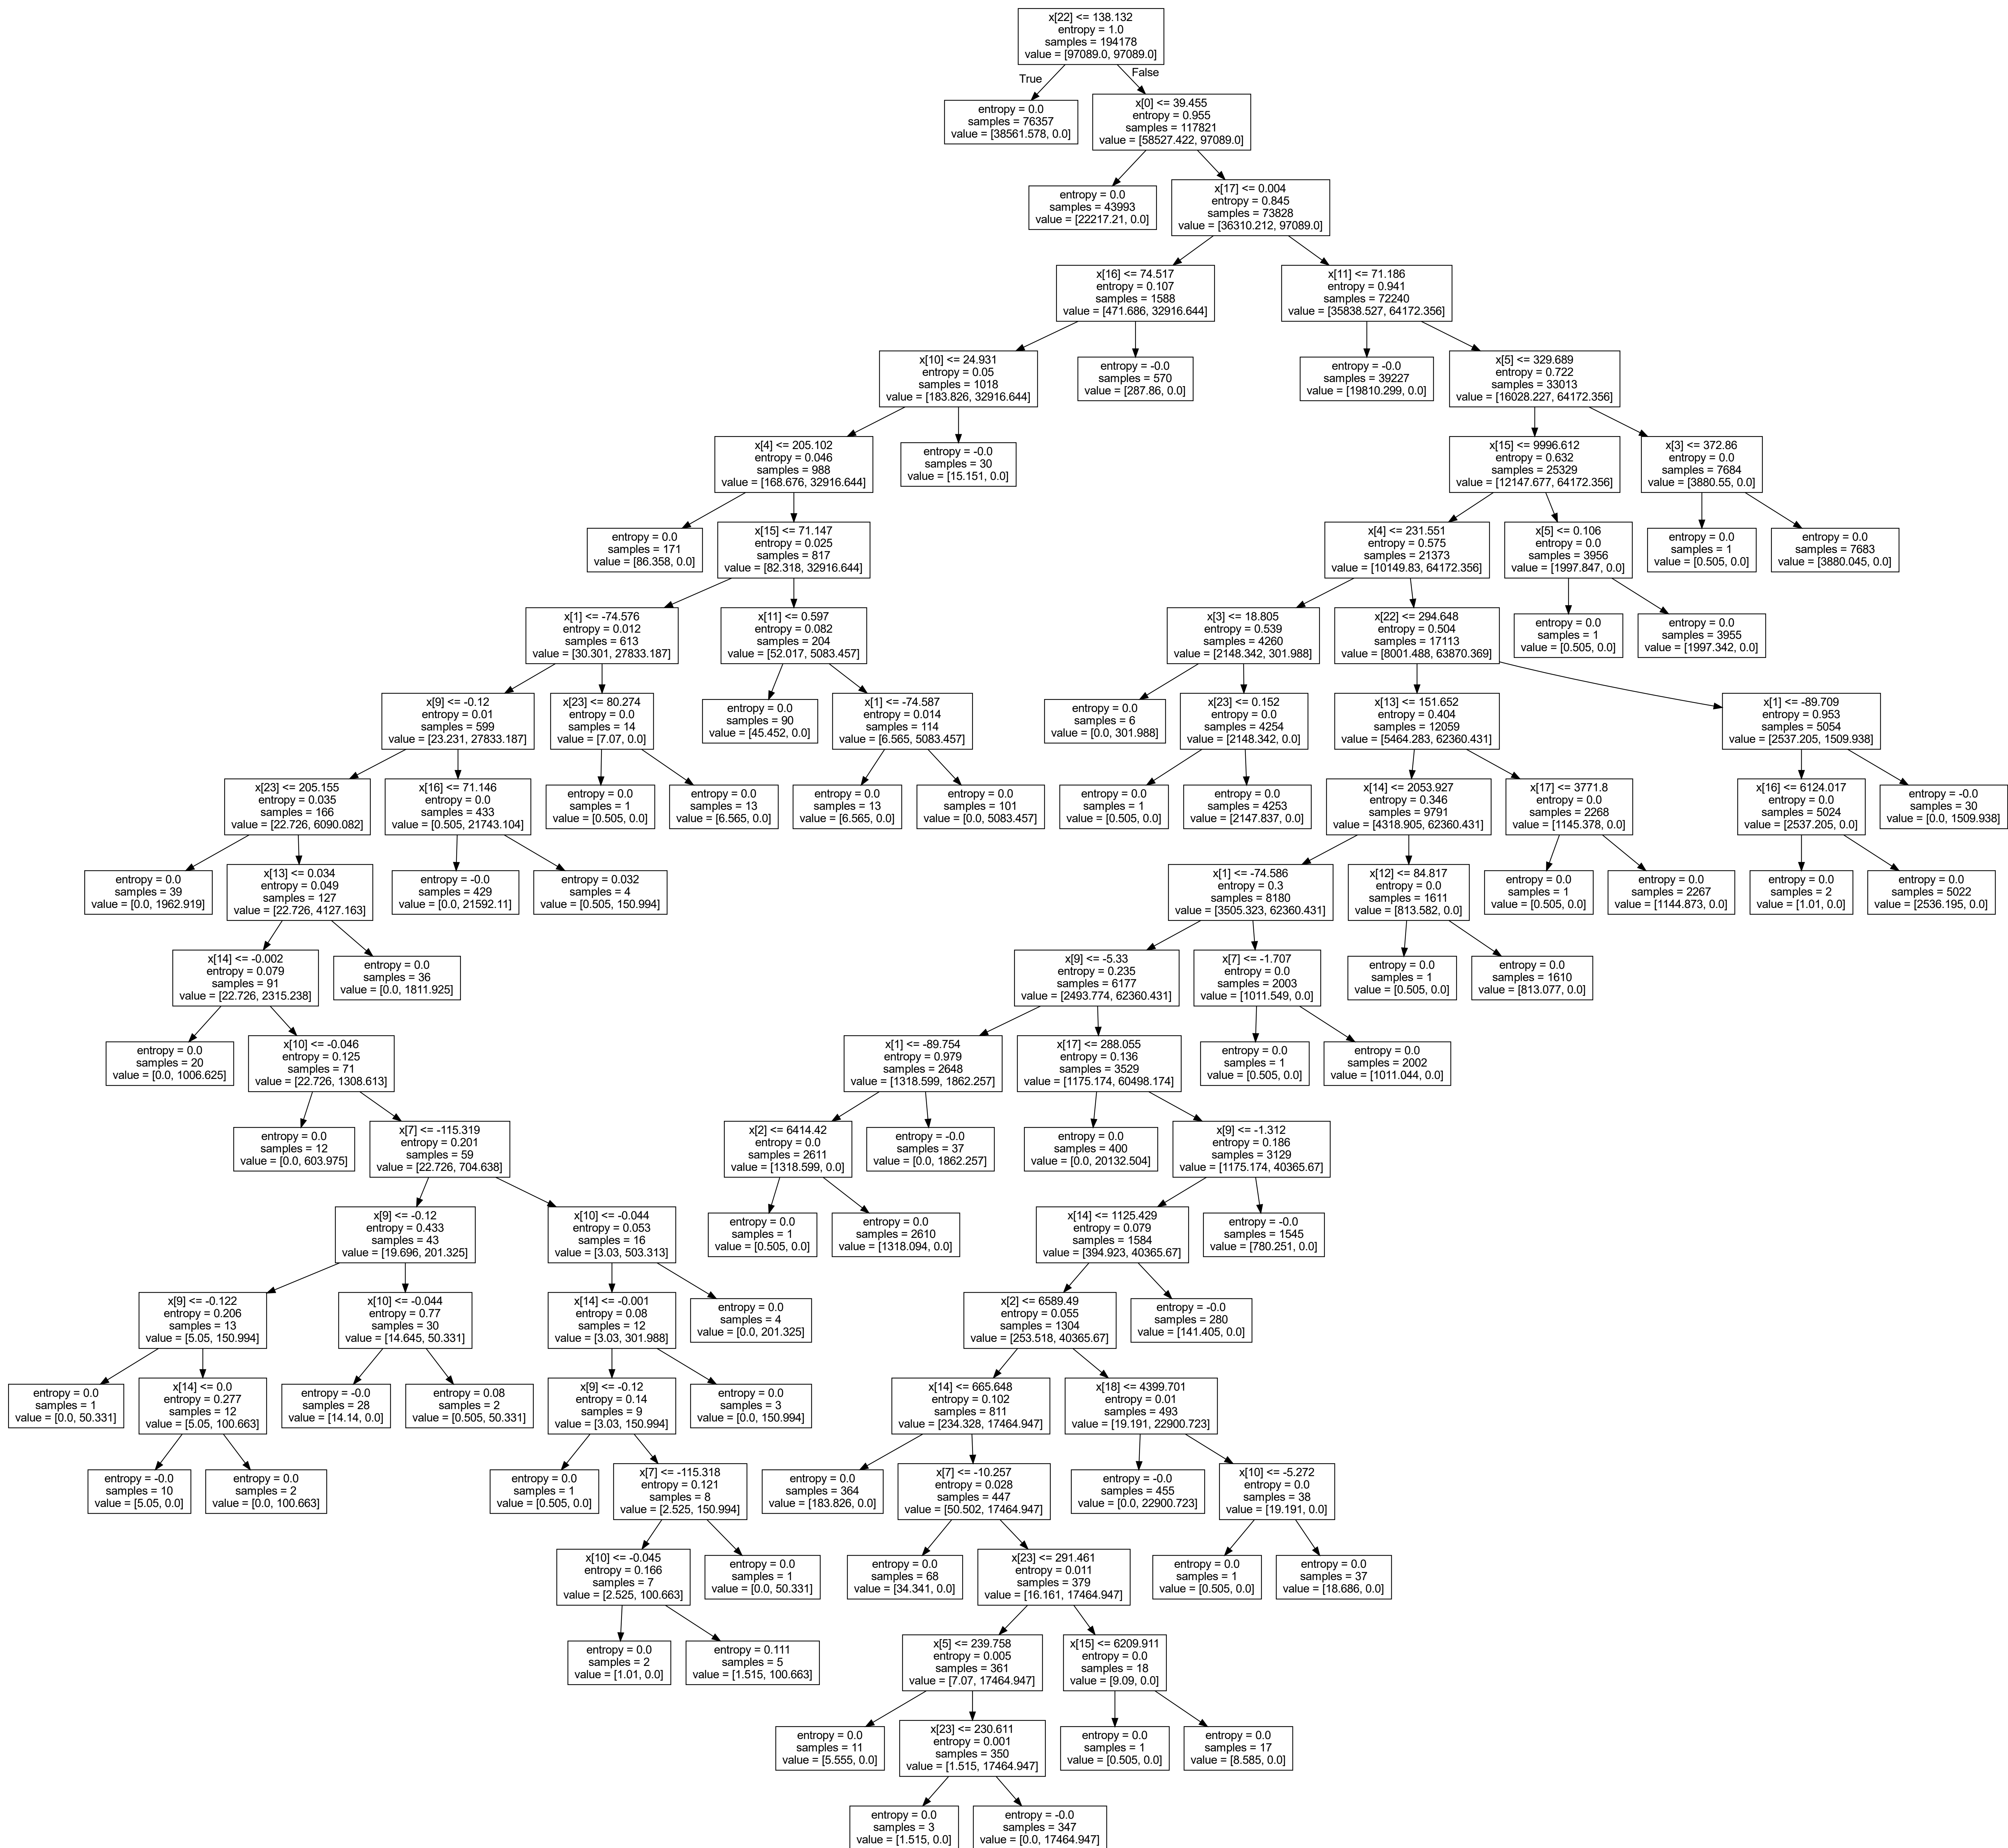 x[22] <= 138.132
entropy = 1.0
samples = 194178
value = [97089.0, 97089.0]
True
False
entropy = 0.0
samples = 76357
value = [38561.578, 0.0]
x[0] <= 39.455
entropy = 0.955
samples = 117821
value = [58527.422, 97089.0]
entropy = 0.0
samples = 43993
value = [22217.21, 0.0]
x[17] <= 0.004
entropy = 0.845
samples = 73828
value = [36310.212, 97089.0]
x[16] <= 74.517
entropy = 0.107
samples = 1588
value = [471.686, 32916.644]
x[11] <= 71.186
entropy = 0.941
samples = 72240
value = [35838.527, 64172.356]
x[10] <= 24.931
entropy = 0.05
samples = 1018
value = [183.826, 32916.644]
entropy = -0.0
samples = 570
value = [287.86, 0.0]
entropy = -0.0
samples = 39227
value = [19810.299, 0.0]
x[5] <= 329.689
entropy = 0.722
samples = 33013
value = [16028.227, 64172.356]
x[4] <= 205.102
entropy = 0.046
samples = 988
value = [168.676, 32916.644]
entropy = -0.0
samples = 30
value = [15.151, 0.0]
x[15] <= 9996.612
entropy = 0.632
samples = 25329
value = [12147.677, 64172.356]
x[3] <= 372.86
entropy = 0.0
samples = 7684
value = [3880.55, 0.0]
entropy = 0.0
samples = 171
value = [86.358, 0.0]
x[15] <= 71.147
entropy = 0.025
samples = 817
value = [82.318, 32916.644]
x[4] <= 231.551
entropy = 0.575
samples = 21373
value = [10149.83, 64172.356]
x[5] <= 0.106
entropy = 0.0
samples = 3956
value = [1997.847, 0.0]
entropy = 0.0
samples = 1
value = [0.505, 0.0]
entropy = 0.0
samples = 7683
value = [3880.045, 0.0]
x[1] <= -74.576
entropy = 0.012
samples = 613
value = [30.301, 27833.187]
x[11] <= 0.597
entropy = 0.082
samples = 204
value = [52.017, 5083.457]
x[3] <= 18.805
entropy = 0.539
samples = 4260
value = [2148.342, 301.988]
x[22] <= 294.648
entropy = 0.504
samples = 17113
value = [8001.488, 63870.369]
entropy = 0.0
samples = 1
value = [0.505, 0.0]
entropy = 0.0
samples = 3955
value = [1997.342, 0.0]
x[9] <= -0.12
entropy = 0.01
samples = 599
value = [23.231, 27833.187]
x[23] <= 80.274
entropy = 0.0
samples = 14
value = [7.07, 0.0]
entropy = 0.0
samples = 90
value = [45.452, 0.0]
x[1] <= -74.587
entropy = 0.014
samples = 114
value = [6.565, 5083.457]
entropy = 0.0
samples = 6
value = [0.0, 301.988]
x[23] <= 0.152
entropy = 0.0
samples = 4254
value = [2148.342, 0.0]
x[13] <= 151.652
entropy = 0.404
samples = 12059
value = [5464.283, 62360.431]
x[1] <= -89.709
entropy = 0.953
samples = 5054
value = [2537.205, 1509.938]
x[23] <= 205.155
entropy = 0.035
samples = 166
value = [22.726, 6090.082]
x[16] <= 71.146
entropy = 0.0
samples = 433
value = [0.505, 21743.104]
entropy = 0.0
samples = 1
value = [0.505, 0.0]
entropy = 0.0
samples = 13
value = [6.565, 0.0]
entropy = 0.0
samples = 13
value = [6.565, 0.0]
entropy = 0.0
samples = 101
value = [0.0, 5083.457]
entropy = 0.0
samples = 1
value = [0.505, 0.0]
entropy = 0.0
samples = 4253
value = [2147.837, 0.0]
x[14] <= 2053.927
entropy = 0.346
samples = 9791
value = [4318.905, 62360.431]
x[17] <= 3771.8
entropy = 0.0
samples = 2268
value = [1145.378, 0.0]
x[16] <= 6124.017
entropy = 0.0
samples = 5024
value = [2537.205, 0.0]
entropy = -0.0
samples = 30
value = [0.0, 1509.938]
entropy = 0.0
samples = 39
value = [0.0, 1962.919]
x[13] <= 0.034
entropy = 0.049
samples = 127
value = [22.726, 4127.163]
entropy = -0.0
samples = 429
value = [0.0, 21592.11]
entropy = 0.032
samples = 4
value = [0.505, 150.994]
x[1] <= -74.586
entropy = 0.3
samples = 8180
value = [3505.323, 62360.431]
x[12] <= 84.817
entropy = 0.0
samples = 1611
value = [813.582, 0.0]
entropy = 0.0
samples = 1
value = [0.505, 0.0]
entropy = 0.0
samples = 2267
value = [1144.873, 0.0]
entropy = 0.0
samples = 2
value = [1.01, 0.0]
entropy = 0.0
samples = 5022
value = [2536.195, 0.0]
x[14] <= -0.002
entropy = 0.079
samples = 91
value = [22.726, 2315.238]
entropy = 0.0
samples = 36
value = [0.0, 1811.925]
x[9] <= -5.33
entropy = 0.235
samples = 6177
value = [2493.774, 62360.431]
x[7] <= -1.707
entropy = 0.0
samples = 2003
value = [1011.549, 0.0]
entropy = 0.0
samples = 1
value = [0.505, 0.0]
entropy = 0.0
samples = 1610
value = [813.077, 0.0]
entropy = 0.0
samples = 20
value = [0.0, 1006.625]
x[10] <= -0.046
entropy = 0.125
samples = 71
value = [22.726, 1308.613]
x[1] <= -89.754
entropy = 0.979
samples = 2648
value = [1318.599, 1862.257]
x[17] <= 288.055
entropy = 0.136
samples = 3529
value = [1175.174, 60498.174]
entropy = 0.0
samples = 1
value = [0.505, 0.0]
entropy = 0.0
samples = 2002
value = [1011.044, 0.0]
entropy = 0.0
samples = 12
value = [0.0, 603.975]
x[7] <= -115.319
entropy = 0.201
samples = 59
value = [22.726, 704.638]
x[2] <= 6414.42
entropy = 0.0
samples = 2611
value = [1318.599, 0.0]
entropy = -0.0
samples = 37
value = [0.0, 1862.257]
entropy = 0.0
samples = 400
value = [0.0, 20132.504]
x[9] <= -1.312
entropy = 0.186
samples = 3129
value = [1175.174, 40365.67]
x[9] <= -0.12
entropy = 0.433
samples = 43
value = [19.696, 201.325]
x[10] <= -0.044
entropy = 0.053
samples = 16
value = [3.03, 503.313]
entropy = 0.0
samples = 1
value = [0.505, 0.0]
entropy = 0.0
samples = 2610
value = [1318.094, 0.0]
x[14] <= 1125.429
entropy = 0.079
samples = 1584
value = [394.923, 40365.67]
entropy = -0.0
samples = 1545
value = [780.251, 0.0]
x[9] <= -0.122
entropy = 0.206
samples = 13
value = [5.05, 150.994]
x[10] <= -0.044
entropy = 0.77
samples = 30
value = [14.645, 50.331]
x[14] <= -0.001
entropy = 0.08
samples = 12
value = [3.03, 301.988]
entropy = 0.0
samples = 4
value = [0.0, 201.325]
x[2] <= 6589.49
entropy = 0.055
samples = 1304
value = [253.518, 40365.67]
entropy = -0.0
samples = 280
value = [141.405, 0.0]
entropy = 0.0
samples = 1
value = [0.0, 50.331]
x[14] <= 0.0
entropy = 0.277
samples = 12
value = [5.05, 100.663]
entropy = -0.0
samples = 28
value = [14.14, 0.0]
entropy = 0.08
samples = 2
value = [0.505, 50.331]
x[9] <= -0.12
entropy = 0.14
samples = 9
value = [3.03, 150.994]
entropy = 0.0
samples = 3
value = [0.0, 150.994]
x[14] <= 665.648
entropy = 0.102
samples = 811
value = [234.328, 17464.947]
x[18] <= 4399.701
entropy = 0.01
samples = 493
value = [19.191, 22900.723]
entropy = -0.0
samples = 10
value = [5.05, 0.0]
entropy = 0.0
samples = 2
value = [0.0, 100.663]
entropy = 0.0
samples = 1
value = [0.505, 0.0]
x[7] <= -115.318
entropy = 0.121
samples = 8
value = [2.525, 150.994]
entropy = 0.0
samples = 364
value = [183.826, 0.0]
x[7] <= -10.257
entropy = 0.028
samples = 447
value = [50.502, 17464.947]
entropy = -0.0
samples = 455
value = [0.0, 22900.723]
x[10] <= -5.272
entropy = 0.0
samples = 38
value = [19.191, 0.0]
x[10] <= -0.045
entropy = 0.166
samples = 7
value = [2.525, 100.663]
entropy = 0.0
samples = 1
value = [0.0, 50.331]
entropy = 0.0
samples = 68
value = [34.341, 0.0]
x[23] <= 291.461
entropy = 0.011
samples = 379
value = [16.161, 17464.947]
entropy = 0.0
samples = 1
value = [0.505, 0.0]
entropy = 0.0
samples = 37
value = [18.686, 0.0]
entropy = 0.0
samples = 2
value = [1.01, 0.0]
entropy = 0.111
samples = 5
value = [1.515, 100.663]
x[5] <= 239.758
entropy = 0.005
samples = 361
value = [7.07, 17464.947]
x[15] <= 6209.911
entropy = 0.0
samples = 18
value = [9.09, 0.0]
entropy = 0.0
samples = 11
value = [5.555, 0.0]
x[23] <= 230.611
entropy = 0.001
samples = 350
value = [1.515, 17464.947]
entropy = 0.0
samples = 1
value = [0.505, 0.0]
entropy = 0.0
samples = 17
value = [8.585, 0.0]
entropy = 0.0
samples = 3
value = [1.515, 0.0]
entropy = -0.0
samples = 347
value = [0.0, 17464.947]